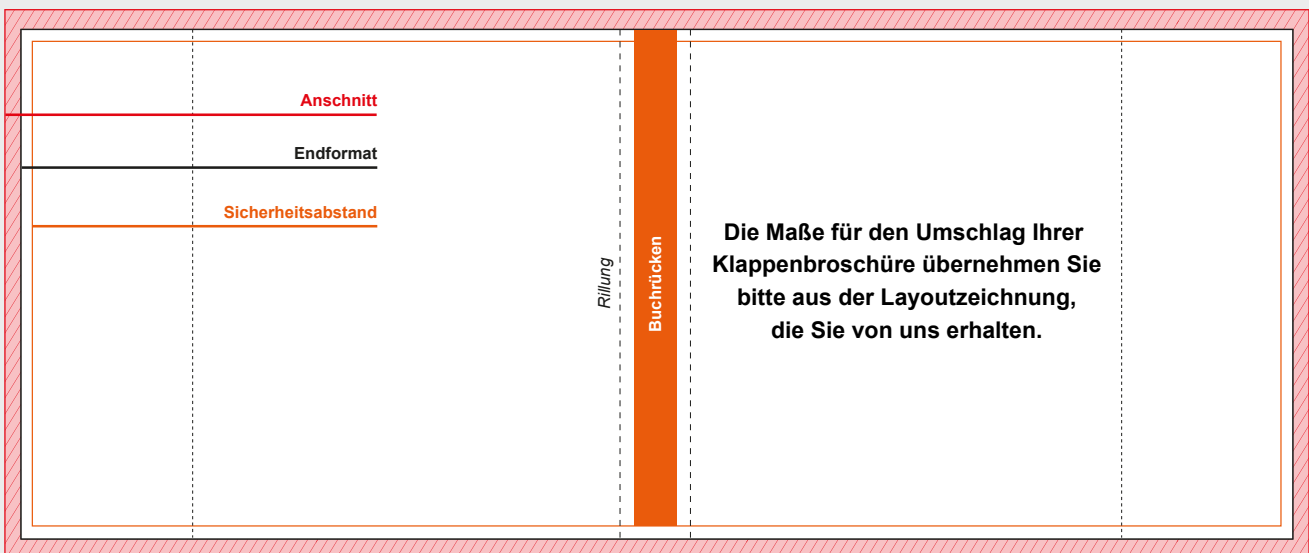 Anschnitt
Endformat
Sicherheitsabstand
Rillung
Buchrücken
Die Maße für den Umschlag Ihrer
Klappenbroschüre übernehmen Sie
bitte aus der Layoutzeichnung,
die Sie von uns erhalten.